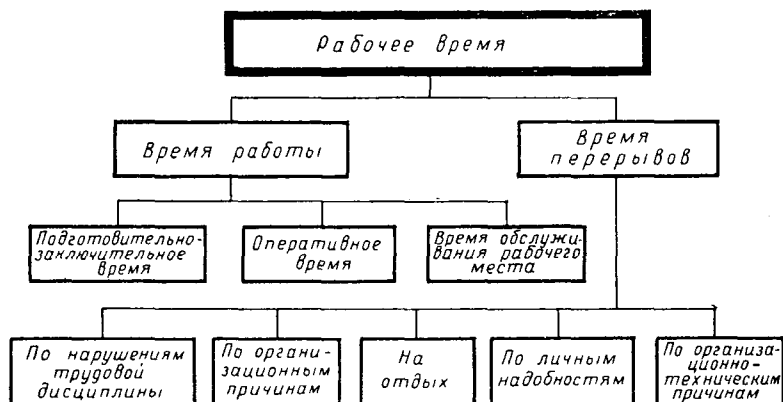 Рабочее время
Время работы
Время
перерывов
Подготовительно-
заключительное
время
Оперативное
время
Время обслужи-
вания рабочего
места
По нарушениям
трудовой
дисциплины
По органи-
зационным
причинам
На
отдых
По личным
надобностям
По организа-
ционно-
техническим
причинам